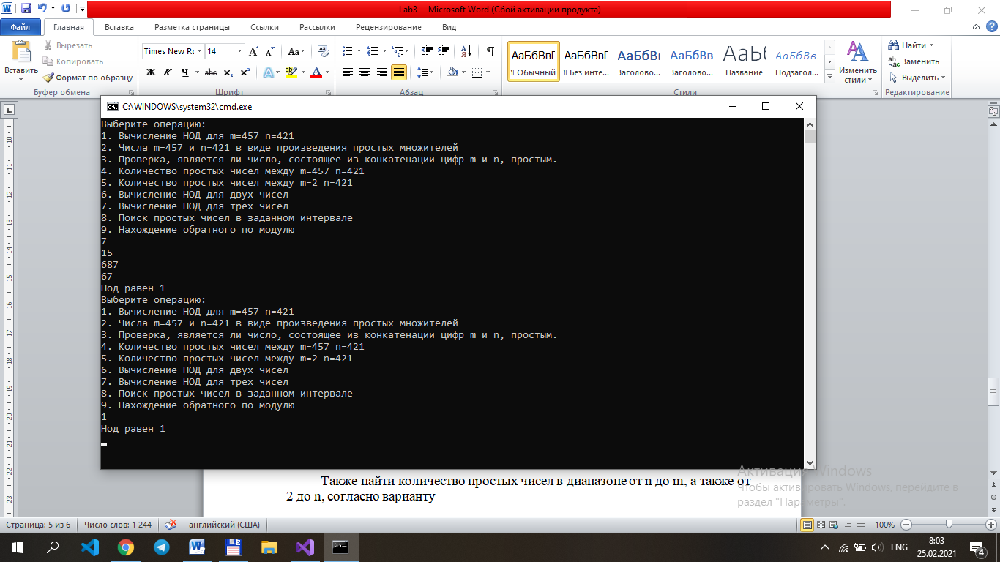 Lab3 - Microsoft Word (Сбой активации продукта)
Файл Главная Вставка Разметка страницы Ссылки Рассылки Рецензирование Вид
Вставить
Вырезать
Копировать
Формат по образцу
Буфер обмена
Times New Ro 14
Ж К Ч abc x₂ x²
Шрифт
Абзац
АаБбВвГ АаБбВвГ АаБбВі АаБбВв АаЬ АаБбВвІ
¶ Обычный ¶ Без инте... Заголово... Заголово... Название Подзагол...
Изменить
стили
Стили
Найти
Заменить
Выделить
Редактирование
C:\WINDOWS\system32\cmd.exe
Выберите операцию:
1. Вычисление НОД для m=457 n=421
2. Числа m=457 и n=421 в виде произведения простых множителей
3. Проверка, является ли число, состоящее из конкатенации цифр m и n, простым.
4. Количество простых чисел между m=457 n=421
5. Количество простых чисел между m=2 n=421
6. Вычисление НОД для двух чисел
7. Вычисление НОД для трех чисел
8. Поиск простых чисел в заданном интервале
9. Нахождение обратного по модулю
7
15
687
67
Нод равен 1
Выберите операцию:
1. Вычисление НОД для m=457 n=421
2. Числа m=457 и n=421 в виде произведения простых множителей
3. Проверка, является ли число, состоящее из конкатенации цифр m и n, простым.
4. Количество простых чисел между m=457 n=421
5. Количество простых чисел между m=2 n=421
6. Вычисление НОД для двух чисел
7. Вычисление НОД для трех чисел
8. Поиск простых чисел в заданном интервале
9. Нахождение обратного по модулю
1
Нод равен 1
Также найти количество простых чисел в диапазоне от n до m, а также от
2 до n, согласно варианту
Активация Windows
Чтобы активировать Windows, перейдите в
раздел "Параметры".
Страница: 5 из 6 Число слов: 1 244 английский (США) 100%
ENG
8:03
25.02.2021
4